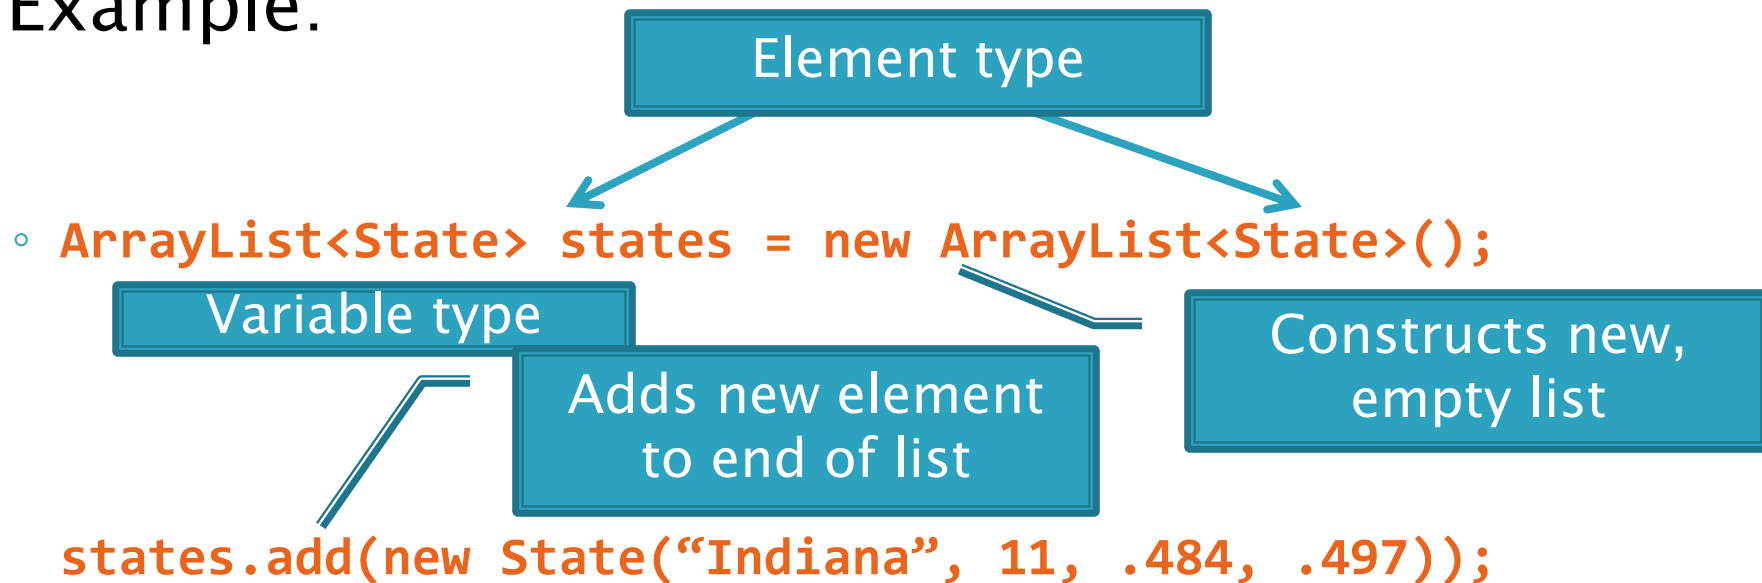 Example:
Element type
◦ ArrayList<State> states = new ArrayList<State>();
Variable type
Constructs new,
empty list
Adds new element
to end of list
states.add(new State(“Indiana”, 11, .484, .497));